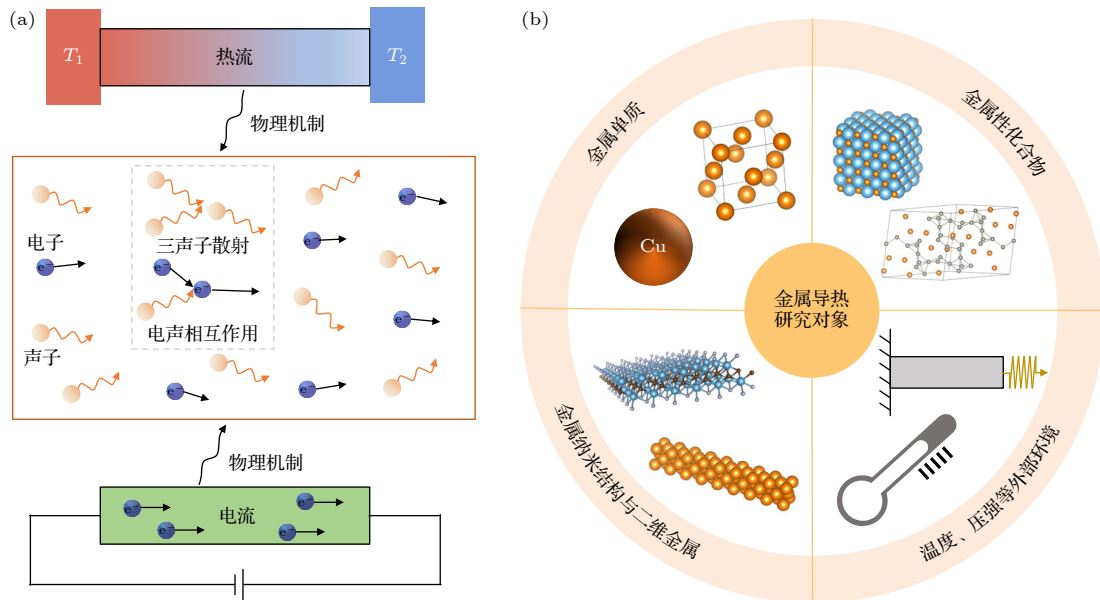 (a)
T₁
热流
T₂
物理机制
e⁻
电子
e⁻
三声子散射
e⁻
e⁻
e⁻
电声相互作用
e⁻
声子
e⁻
e⁻
物理机制
电流
e⁻
e⁻
e⁻
e⁻
(b)
金属单质
金属性化合物
Cu
金属导热
研究对象
金属纳米结构与二维金属
温度、压强等外部环境